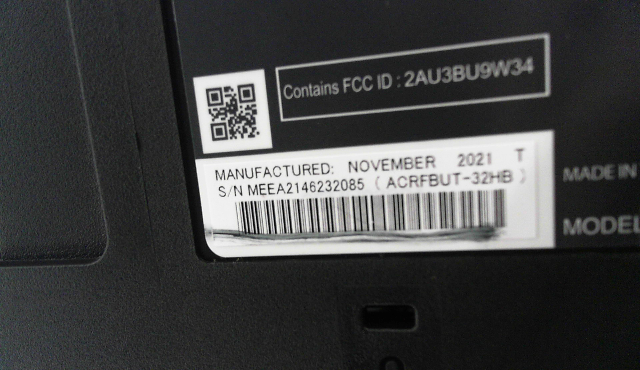 Contains FCC ID : 2AU3BU9W34
MANUFACTURED: NOVEMBER 2021 T
S/N MEEA2146232085 ( ACRFBUT-32HB )
MADE IN
MODEL